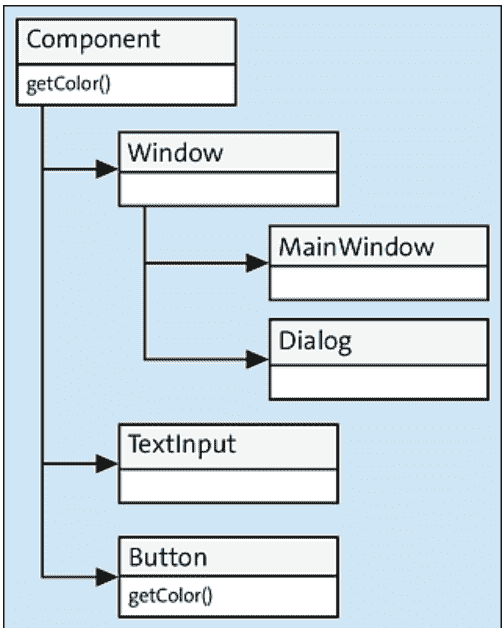 Component
getColor()
Window
MainWindow
Dialog
TextInput
Button
getColor()